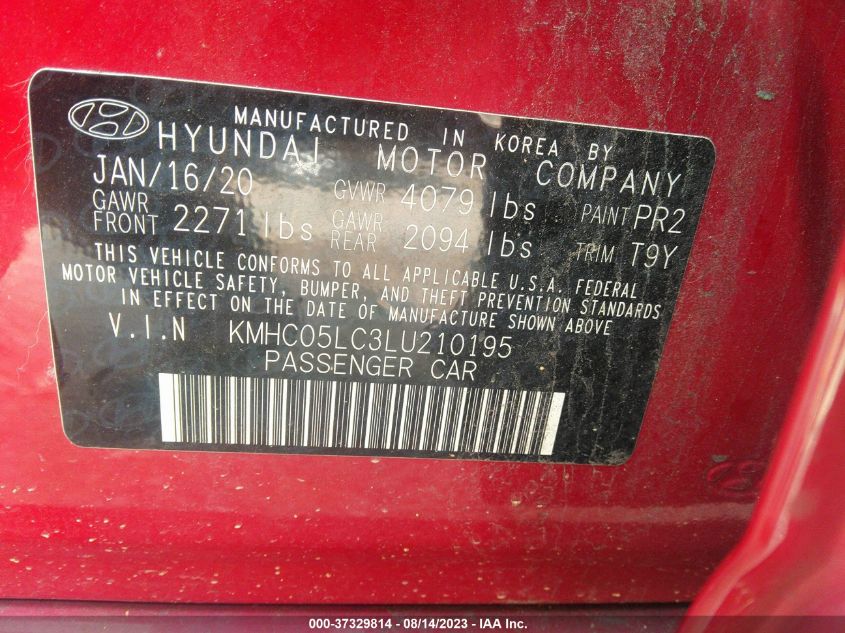 MANUFACTURED IN KOREA BY
HYUNDAI MOTOR COMPANY
JAN/16/20 GVWR 4079 lbs PAINT PR2
GAWR FRONT 2271 lbs GAWR REAR 2094 lbs TRIM T9Y
THIS VEHICLE CONFORMS TO ALL APPLICABLE U.S.A. FEDERAL
MOTOR VEHICLE SAFETY, BUMPER, AND THEFT PREVENTION STANDARDS
IN EFFECT ON THE DATE OF MANUFACTURE SHOWN ABOVE
V.I.N KMHC05LC3LU210195
PASSENGER CAR
000-37329814 - 08/14/2023 - IAA Inc.